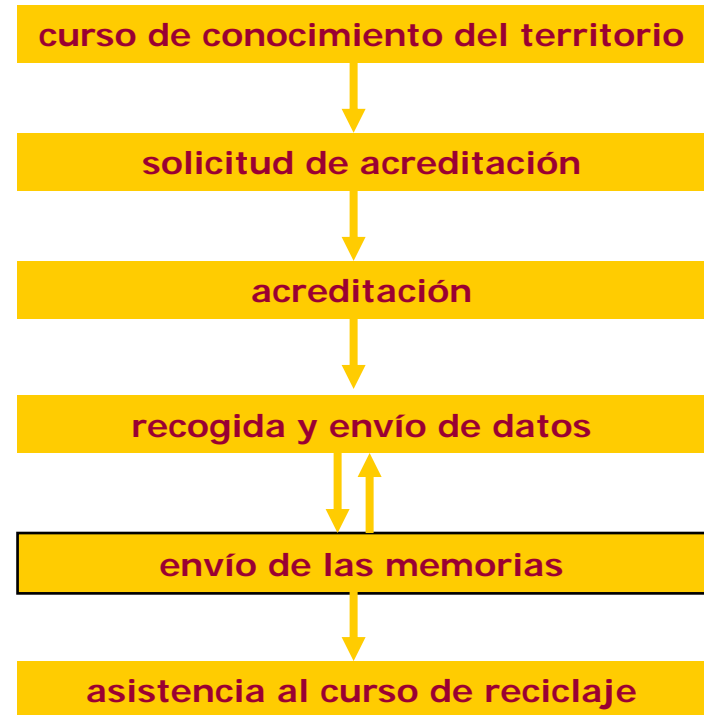 curso de conocimiento del territorio
solicitud de acreditación
acreditación
recogida y envío de datos
envío de las memorias
asistencia al curso de reciclaje